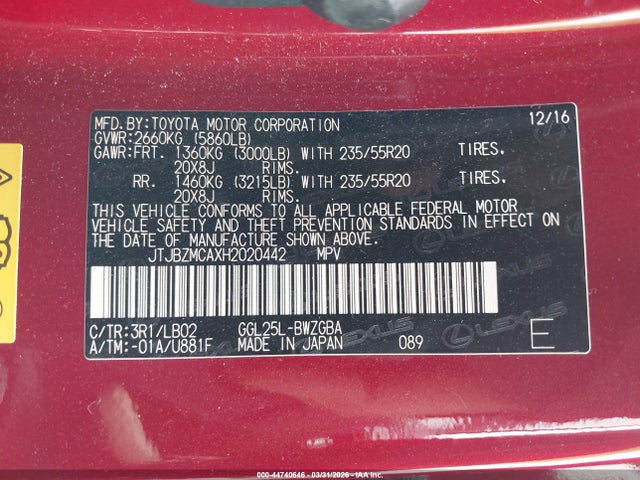 MFD.BY:TOYOTA MOTOR CORPORATION 12/16
GVWR:2660KG (5860LB)
GAWR:FRT. 1360KG (3000LB) WITH 235/55R20 TIRES.
20X8J RIMS.
RR. 1460KG (3215LB) WITH 235/55R20 TIRES.
20X8J RIMS.
THIS VEHICLE CONFORMS TO ALL APPLICABLE FEDERAL MOTOR
VEHICLE SAFETY AND THEFT PREVENTION STANDARDS IN EFFECT ON
THE DATE OF MANUFACTURE SHOWN ABOVE.
JTJBZMCAXH2020442 MPV
C/TR:3R1/LB02 GGL25L-BWZGBA
A/TM:-01A/U881F MADE IN JAPAN 089 E
LEXUS
000-44740646 - 03/31/2026 - IAA INC.